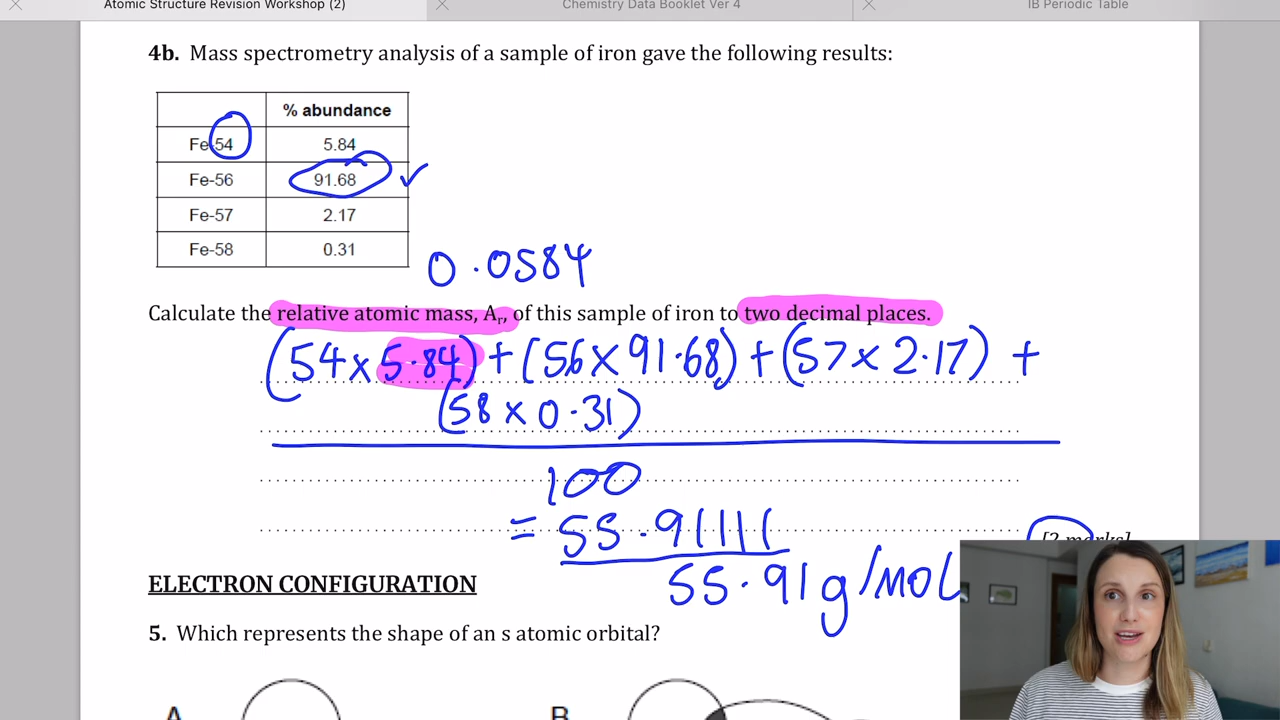 Atomic Structure Revision Workshop (2)
Chemistry Data Booklet Ver 4
IB Periodic Table
4b. Mass spectrometry analysis of a sample of iron gave the following results:
% abundance
Fe-54 5.84
Fe-56 91.68
Fe-57 2.17
Fe-58 0.31
0.0584
Calculate the relative atomic mass, Ar, of this sample of iron to two decimal places.
(54 x 5.84) + (56 x 91.68) + (57 x 2.17) +
(58 x 0.31)
100
= 55.91111
55.91 g/mol
ELECTRON CONFIGURATION
5. Which represents the shape of an s atomic orbital?
A
B